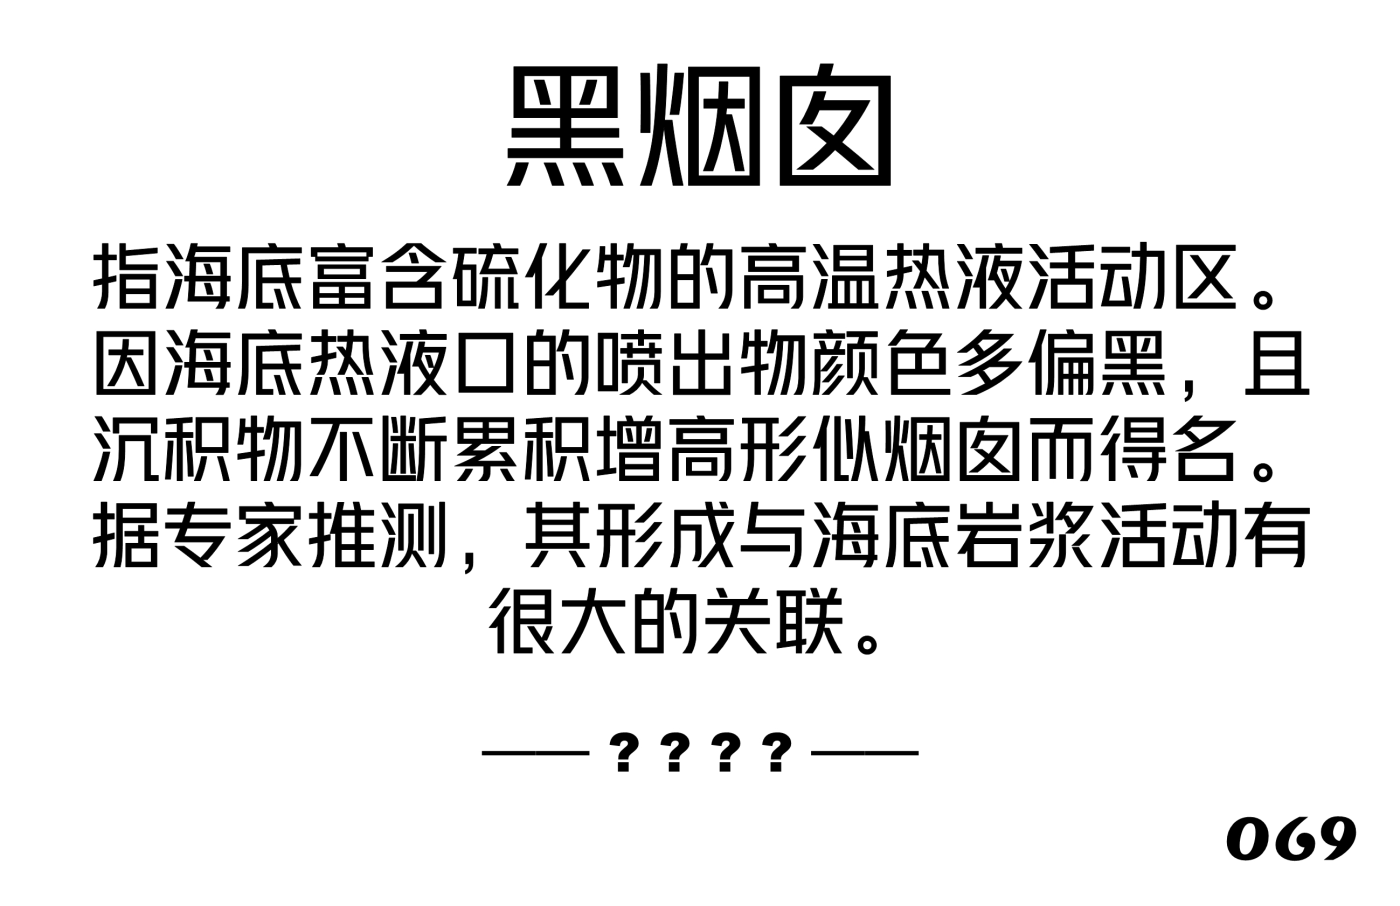 黑烟囱
指海底富含硫化物的高温热液活动区。
因海底热液口的喷出物颜色多偏黑，且
沉积物不断累积增高形似烟囱而得名。
据专家推测，其形成与海底岩浆活动有
很大的关联。
——？？？？——
069